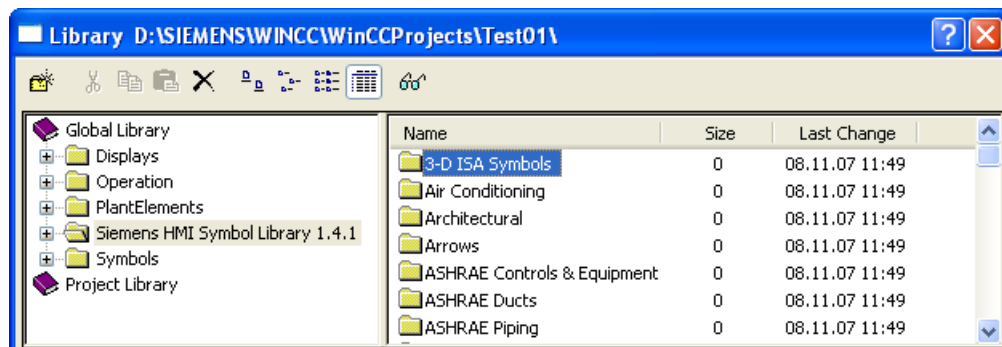 Library D:\SIEMENS\WINCC\WinCCProjects\Test01\
Global Library
Displays
Operation
PlantElements
Siemens HMI Symbol Library 1.4.1
Symbols
Project Library
Name Size Last Change
3-D ISA Symbols 0 08.11.07 11:49
Air Conditioning 0 08.11.07 11:49
Architectural 0 08.11.07 11:49
Arrows 0 08.11.07 11:49
ASHRAE Controls & Equipment 0 08.11.07 11:49
ASHRAE Ducts 0 08.11.07 11:49
ASHRAE Piping 0 08.11.07 11:49